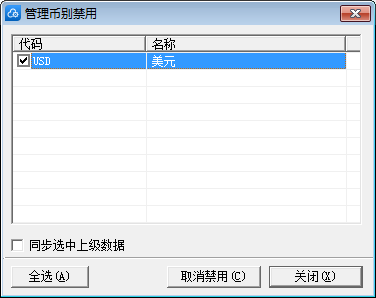 管理币别禁用
代码 名称
USD 美元
同步选中上级数据
全选(A) 取消禁用(C) 关闭(X)